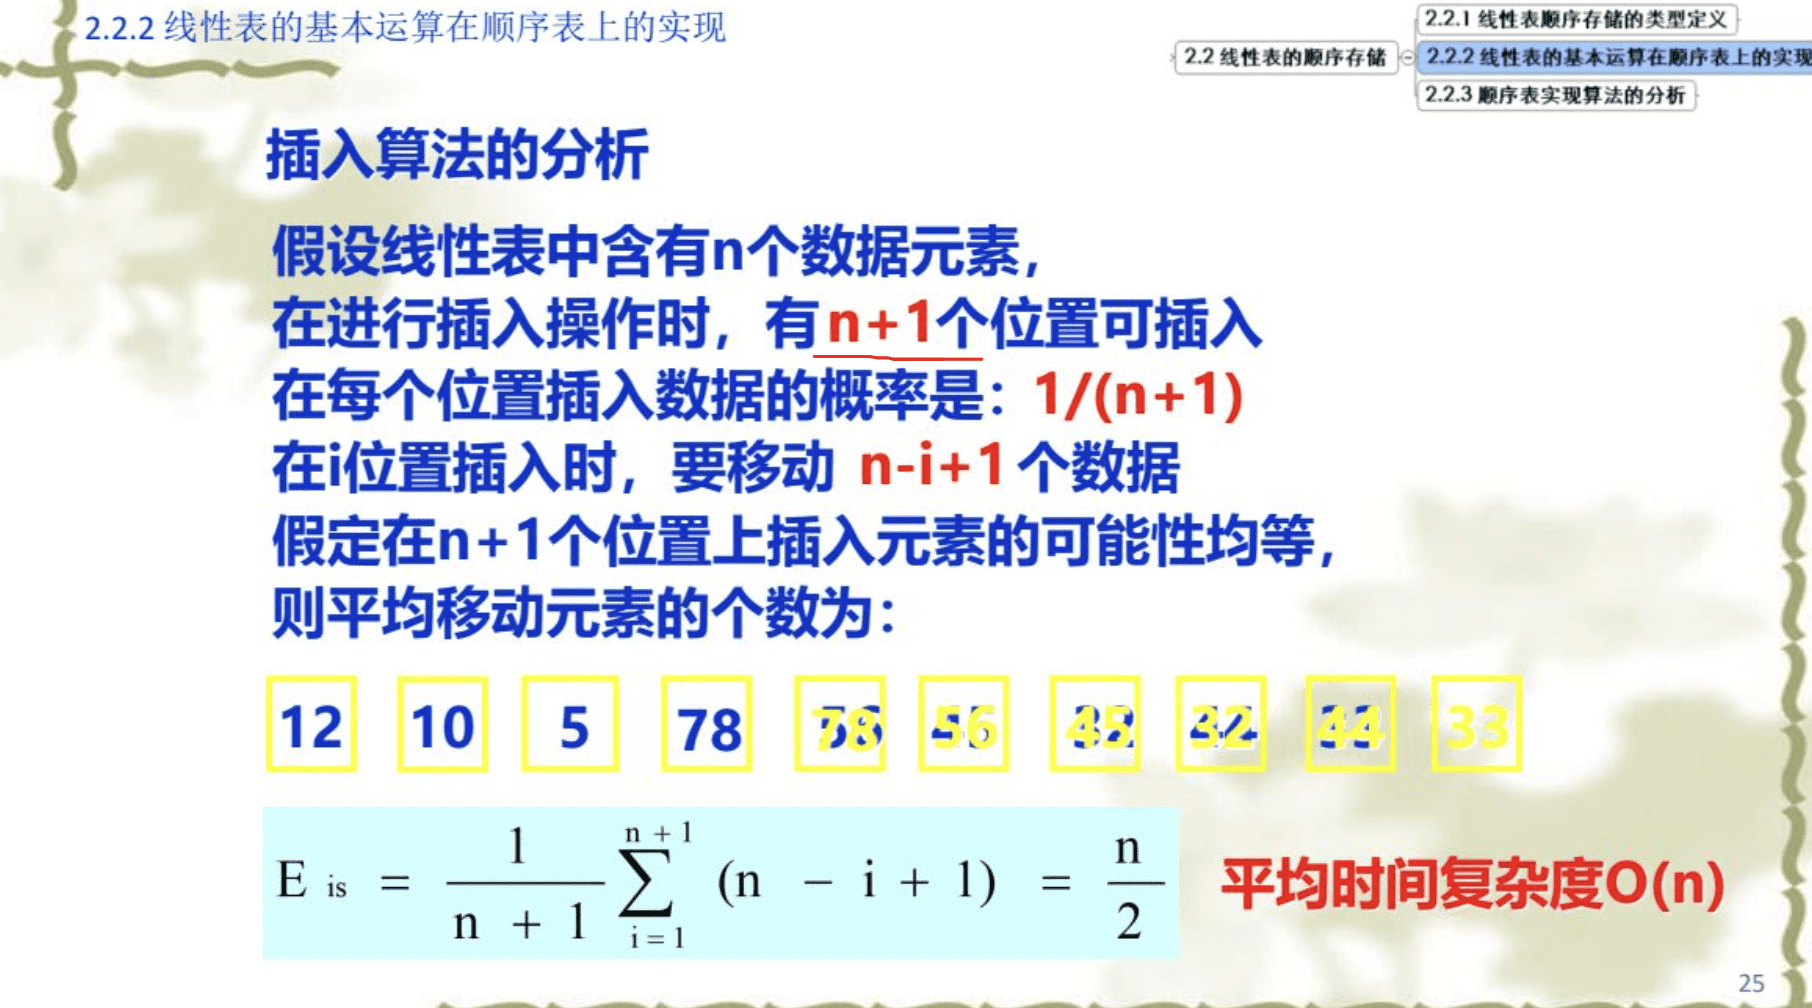 2.2.2 线性表的基本运算在顺序表上的实现
2.2 线性表的顺序存储
2.2.1 线性表顺序存储的类型定义
2.2.2 线性表的基本运算在顺序表上的实现
2.2.3 顺序表实现算法的分析
插入算法的分析
假设线性表中含有n个数据元素，
在进行插入操作时，有n+1个位置可插入
在每个位置插入数据的概率是：1/(n+1)
在i位置插入时，要移动 n-i+1 个数据
假定在n+1个位置上插入元素的可能性均等，
则平均移动元素的个数为：
12 10 5 78 78 56 45 32 44 33
E is = 1/(n + 1) ∑ i=1 n+1 (n − i + 1) = n/2
平均时间复杂度O(n)
25